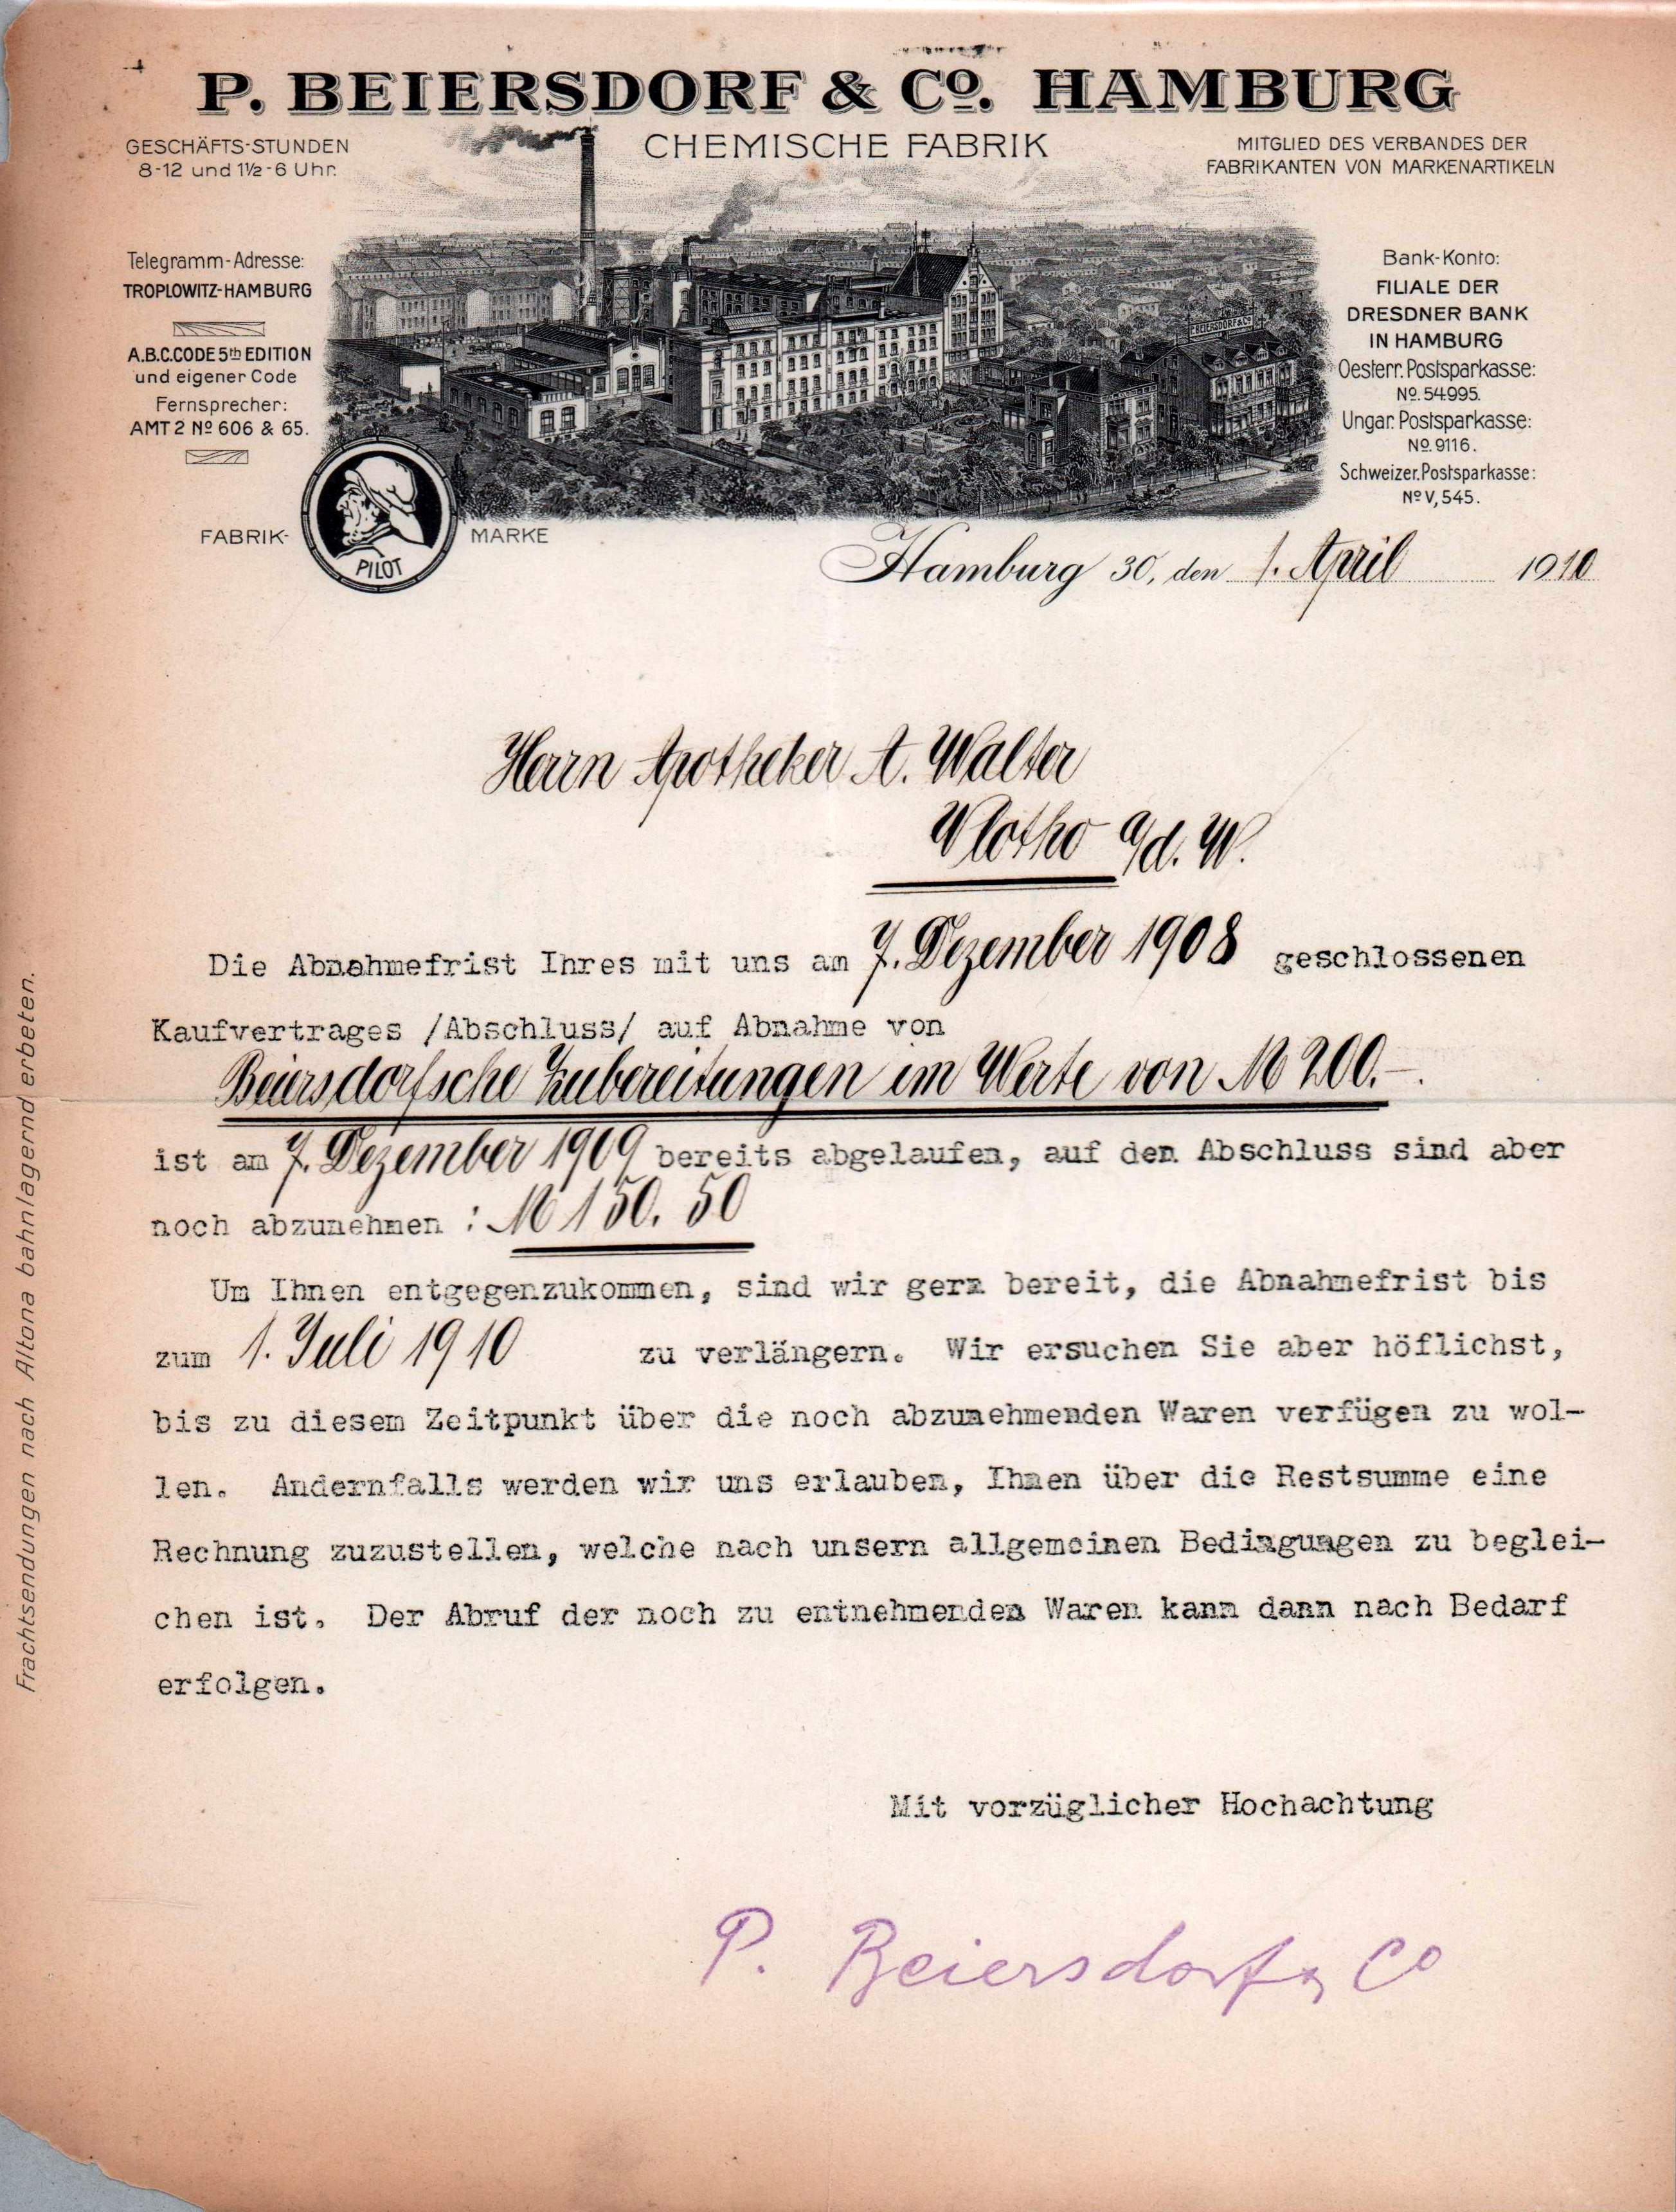 P. BEIERSDORF & Co. HAMBURG
CHEMISCHE FABRIK
GESCHÄFTS-STUNDEN
8-12 und 1½-6 Uhr.
MITGLIED DES VERBANDES DER
FABRIKANTEN VON MARKENARTIKELN
Telegramm-Adresse:
TROPLOWITZ-HAMBURG
A.B.C.CODE 5th EDITION
und eigener Code
Fernsprecher:
AMT 2 No 606 & 65.
P. BEIERSDORF & Co
Bank-Konto:
FILIALE DER
DRESDNER BANK
IN HAMBURG
Oesterr. Postsparkasse:
No. 54995.
Ungar. Postsparkasse:
No. 9116.
Schweizer. Postsparkasse:
No V, 545.
FABRIK- MARKE
PILOT
Hamburg 30, den 1. April 1910
Herrn Apotheker A. Walter
Vlotho a/d. W.
Die Abnahmefrist Ihres mit uns am 7. Dezember 1908 geschlossenen
Kaufvertrages /Abschluss/ auf Abnahme von
Beiersdorfsche Zubereitungen im Werte von M 200.-.
ist am 7. Dezember 1909 bereits abgelaufen, auf den Abschluss sind aber
noch abzunehmen : M 150. 50
Um Ihnen entgegenzukommen, sind wir gern bereit, die Abnahmefrist bis
zum 1. Juli 1910 zu verlängern. Wir ersuchen Sie aber höflichst,
bis zu diesem Zeitpunkt über die noch abzunehmenden Waren verfügen zu wol-
len. Andernfalls werden wir uns erlauben, Ihnen über die Restsumme eine
Rechnung zuzustellen, welche nach unsern allgemeinen Bedingungen zu beglei-
chen ist. Der Abruf der noch zu entnehmenden Waren kann dann nach Bedarf
erfolgen.
Mit vorzüglicher Hochachtung
P. Beiersdorf & Co
Frachtsendungen nach Altona bahnlagernd erbeten.